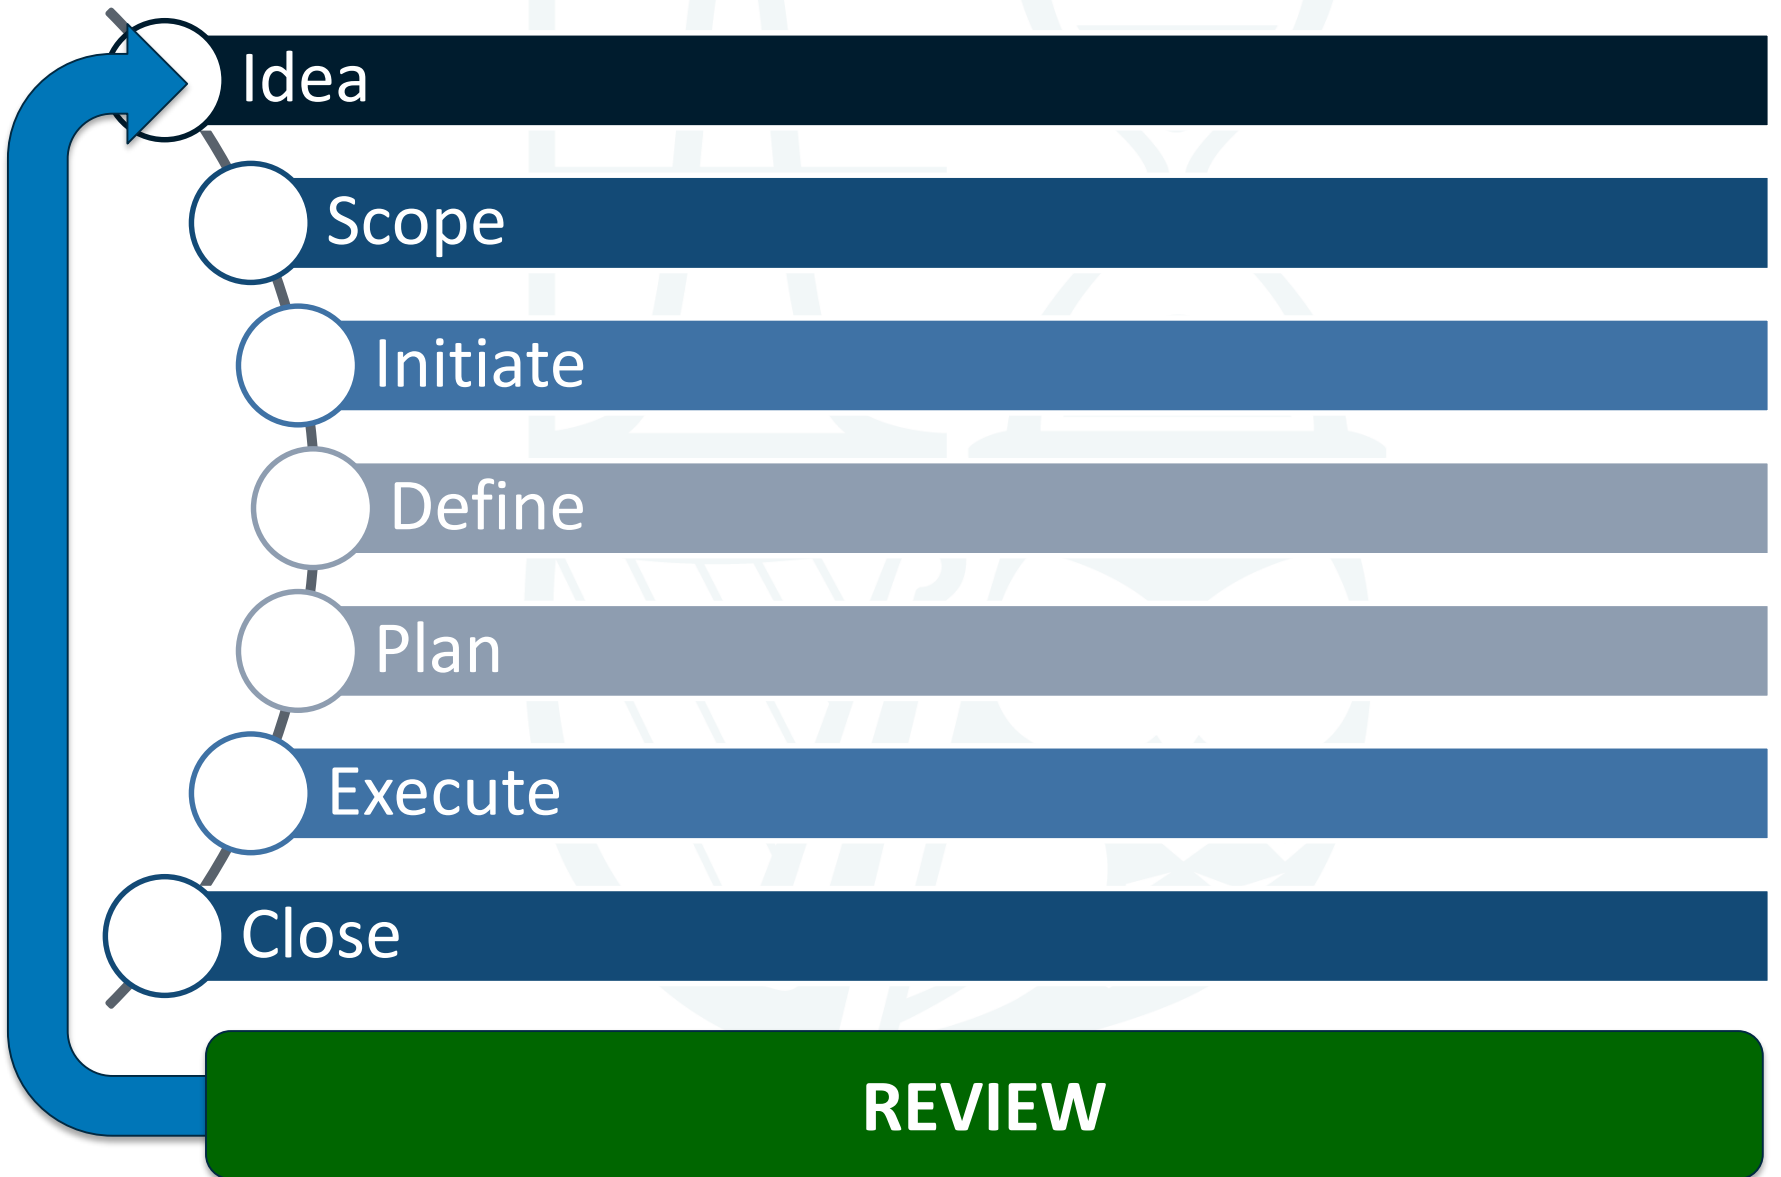 Idea
Scope
Initiate
Define
Plan
Execute
Close
REVIEW